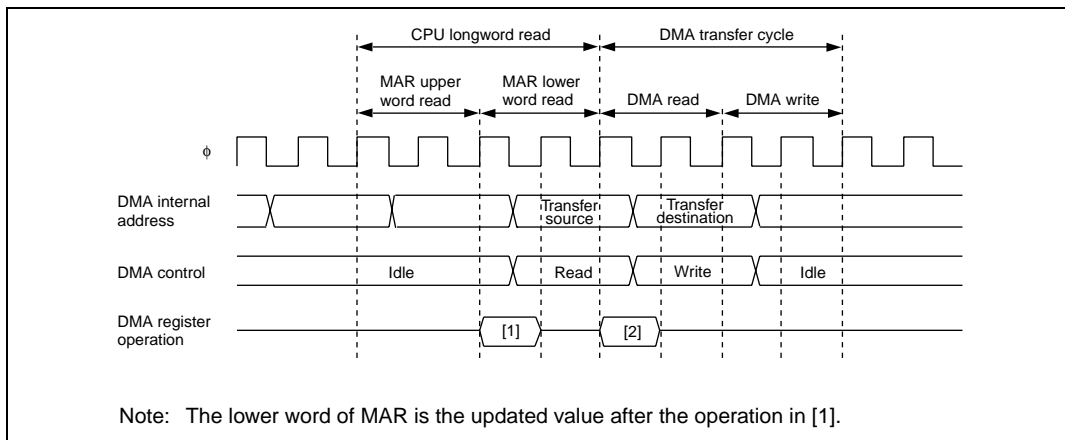 CPU longword read DMA transfer cycle
MAR upper MAR lower
word read word read DMA read DMA write
ϕ
DMA internal
address
Transfer
source
Transfer
destination
DMA control Idle Read Write Idle
DMA register
operation
[1] [2]
Note: The lower word of MAR is the updated value after the operation in [1].